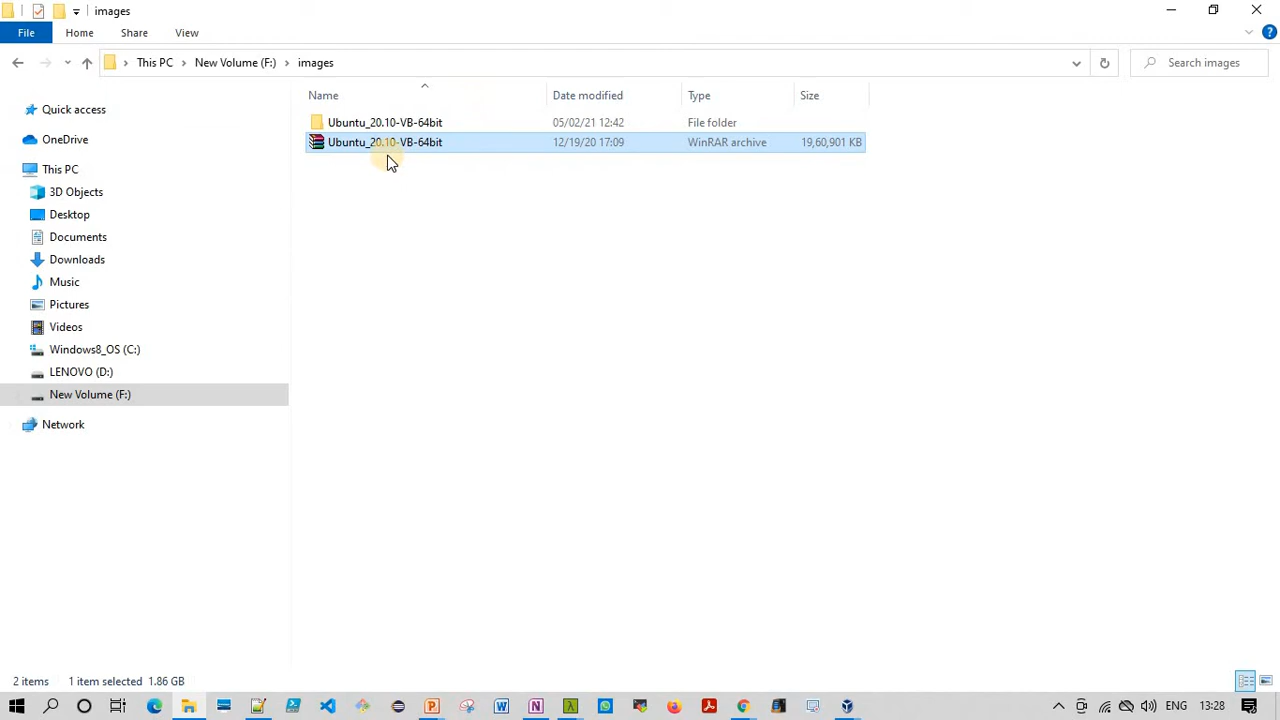 images
File Home Share View
This PC New Volume (F:) images Search images
Name Date modified Type Size
Ubuntu_20.10-VB-64bit 05/02/21 12:42 File folder
Ubuntu_20.10-VB-64bit 12/19/20 17:09 WinRAR archive 19,60,901 KB
Quick access
OneDrive
This PC
3D Objects
Desktop
Documents
Downloads
Music
Pictures
Videos
Windows8_OS (C:)
LENOVO (D:)
New Volume (F:)
Network
2 items 1 item selected 1.86 GB
ENG 13:28